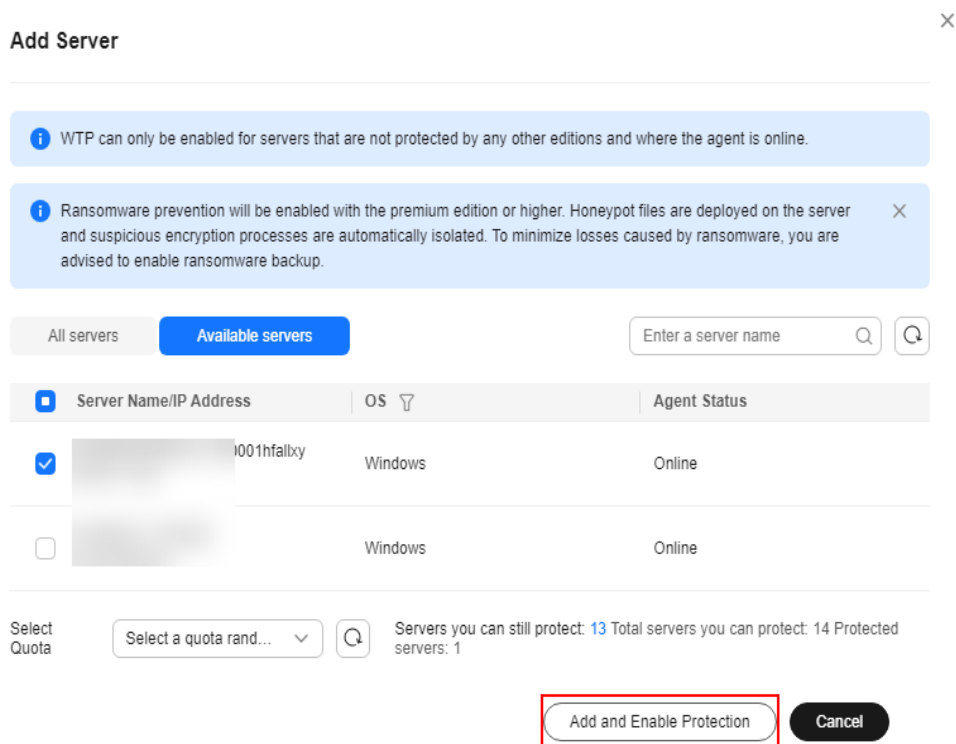 Add Server
WTP can only be enabled for servers that are not protected by any other editions and where the agent is online.
Ransomware prevention will be enabled with the premium edition or higher. Honeypot files are deployed on the server
and suspicious encryption processes are automatically isolated. To minimize losses caused by ransomware, you are
advised to enable ransomware backup.
All servers Available servers Enter a server name
Server Name/IP Address OS Agent Status
0001hfallxy
Windows Online
Windows Online
Select
Quota
Select a quota rand...
Servers you can still protect: 13 Total servers you can protect: 14 Protected
servers: 1
Add and Enable Protection Cancel